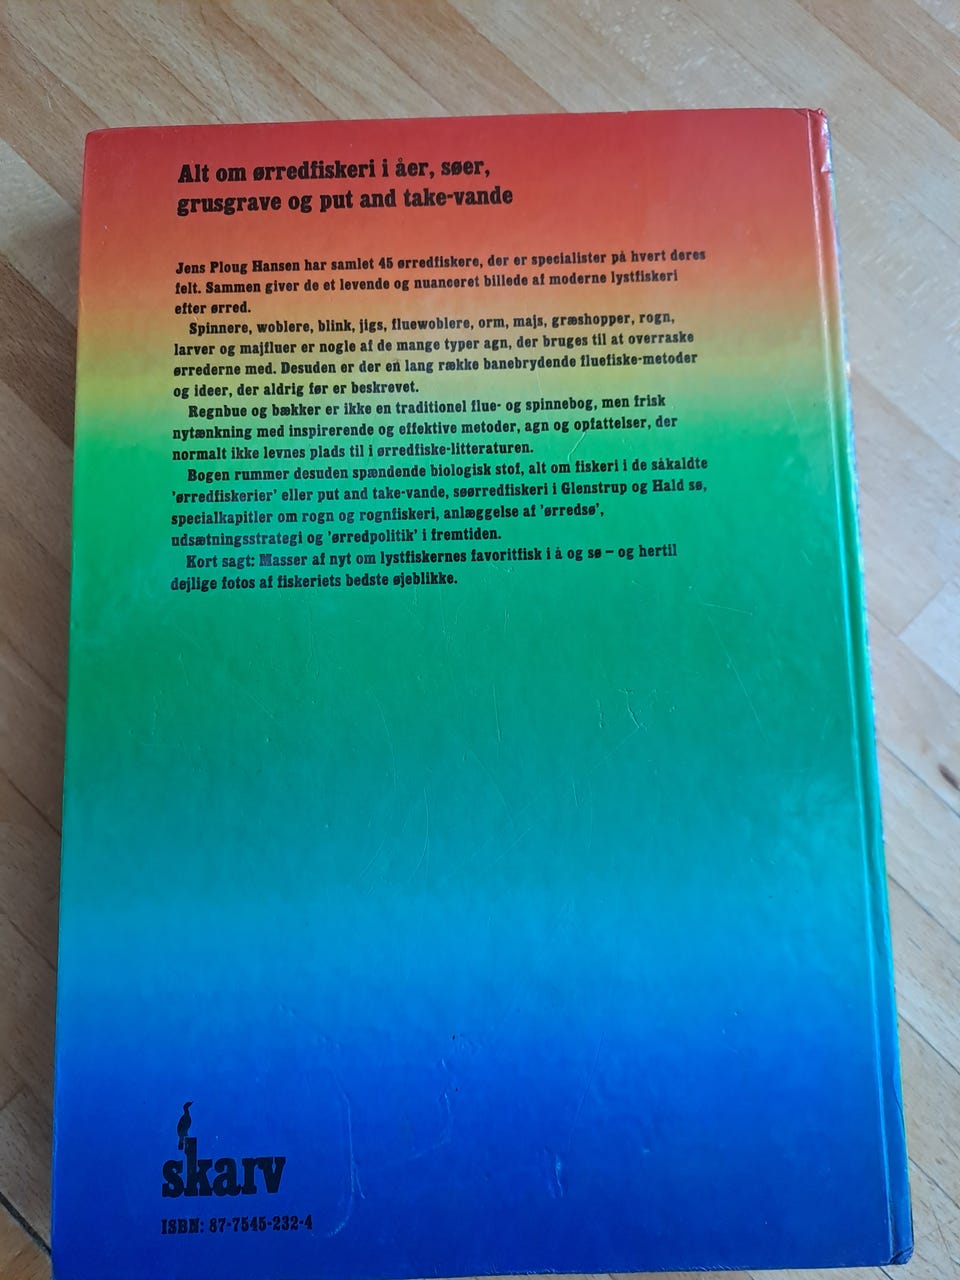 Alt om ørredfiskeri i åer, søer,
grusgrave og put and take-vande
Jens Ploug Hansen har samlet 45 ørredfiskere, der er specialister på hvert deres
felt. Sammen giver de et levende og nuanceret billede af moderne lystfiskeri
efter ørred.
Spinnere, woblere, blink, jigs, fluewoblere, orm, majs, græshopper, rogn,
larver og majfluer er nogle af de mange typer agn, der bruges til at overraske
ørrederne med. Desuden er der en lang række banebrydende fluefiske-metoder
og ideer, der aldrig før er beskrevet.
Regnbue og bækker er ikke en traditionel flue- og spinnebog, men frisk
nytænkning med inspirerende og effektive metoder, agn og opfattelser, der
normalt ikke levnes plads til i ørredfiske-litteraturen.
Bogen rummer desuden spændende biologisk stof, alt om fiskeri i de såkaldte
'ørredfiskerier' eller put and take-vande, søørredfiskeri i Glenstrup og Hald sø,
specialkapitler om rogn og rognfiskeri, anlæggelse af 'ørredsø',
udsætningsstrategi og 'ørredpolitik' i fremtiden.
Kort sagt: Masser af nyt om lystfiskernes favoritfisk i å og sø – og hertil
dejlige fotos af fiskeriets bedste øjeblikke.
skarv
ISBN: 87-7545-232-4